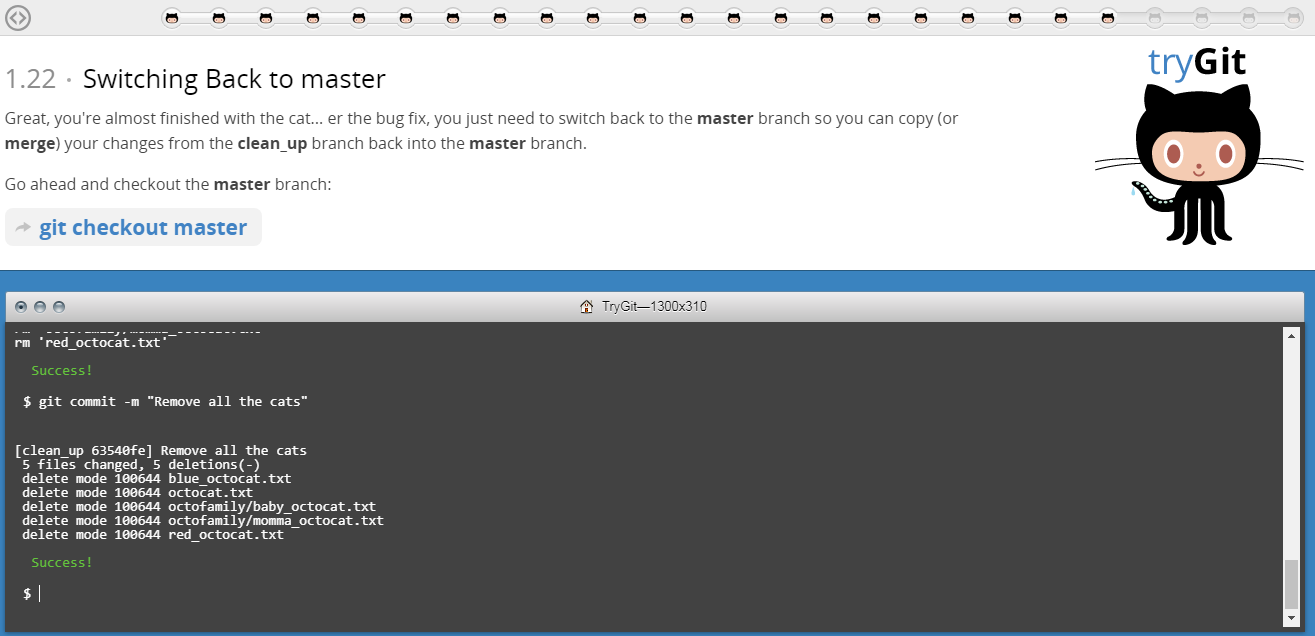 tryGit
1.22 · Switching Back to master
Great, you're almost finished with the cat... er the bug fix, you just need to switch back to the master branch so you can copy (or
merge) your changes from the clean_up branch back into the master branch.
Go ahead and checkout the master branch:
git checkout master
TryGit—1300x310
rm 'red_octocat.txt'
Success!
$ git commit -m "Remove all the cats"
[clean_up 63540fe] Remove all the cats
5 files changed, 5 deletions(-)
delete mode 100644 blue_octocat.txt
delete mode 100644 octocat.txt
delete mode 100644 octofamily/baby_octocat.txt
delete mode 100644 octofamily/momma_octocat.txt
delete mode 100644 red_octocat.txt
Success!
$